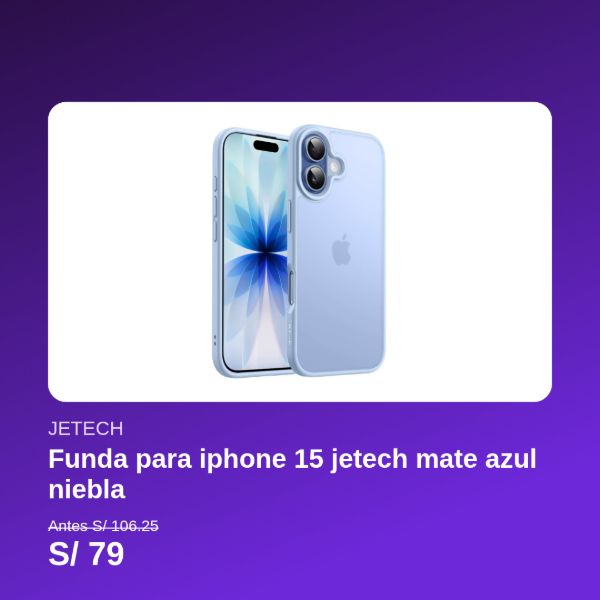 JETECH
Funda para iphone 15 jetech mate azul
niebla
Antes S/ 106.25
S/ 79